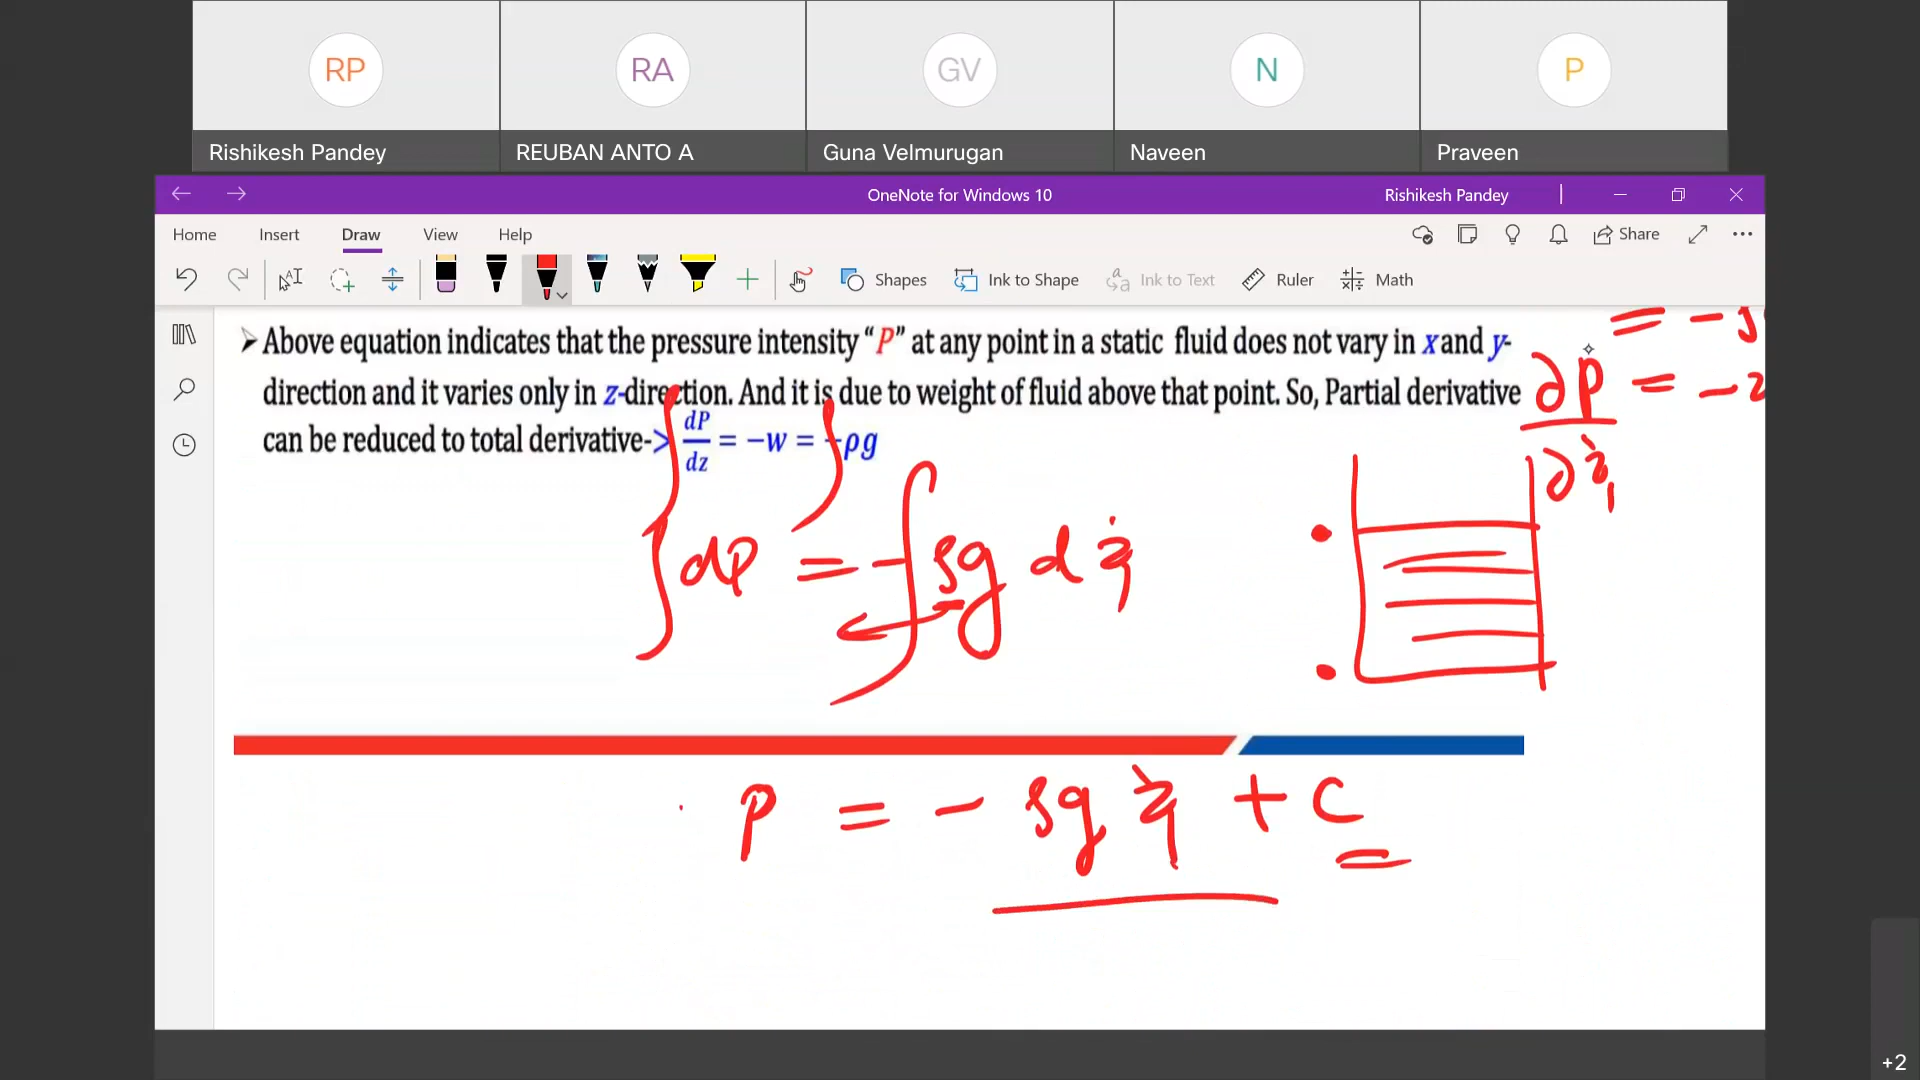 RP RA GV N P
Rishikesh Pandey REUBAN ANTO A Guna Velmurugan Naveen Praveen
OneNote for Windows 10 Rishikesh Pandey
Home Insert Draw View Help Share
Shapes Ink to Shape Ink to Text Ruler Math
➢Above equation indicates that the pressure intensity “P” at any point in a static fluid does not vary in x and y-
direction and it varies only in z-direction. And it is due to weight of fluid above that point. So, Partial derivative
can be reduced to total derivative-> dP/dz = −w = −ρg
= -
∂p/∂z = -
∫dp = -∫ρg dz
p = - ρg z + c
+2